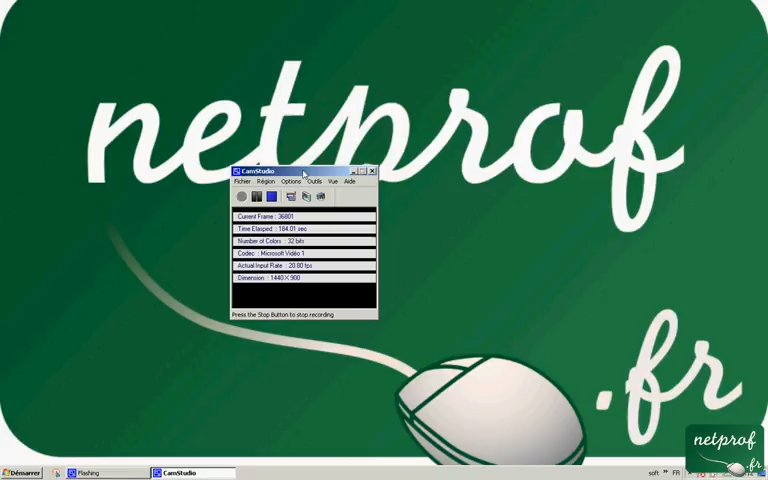 netprof
.fr
CamStudio
Fichier Région Options Outils Vue Aide
Current Frame : 36801
Time Elapsed : 184.01 sec
Number of Colors : 32 bits
Codec : Microsoft Vidéo 1
Actual Input Rate : 20.80 fps
Dimension : 1440 X 900
Press the Stop Button to stop recording
netprof
.fr
Démarrer
Flashing
CamStudio
soft
FR